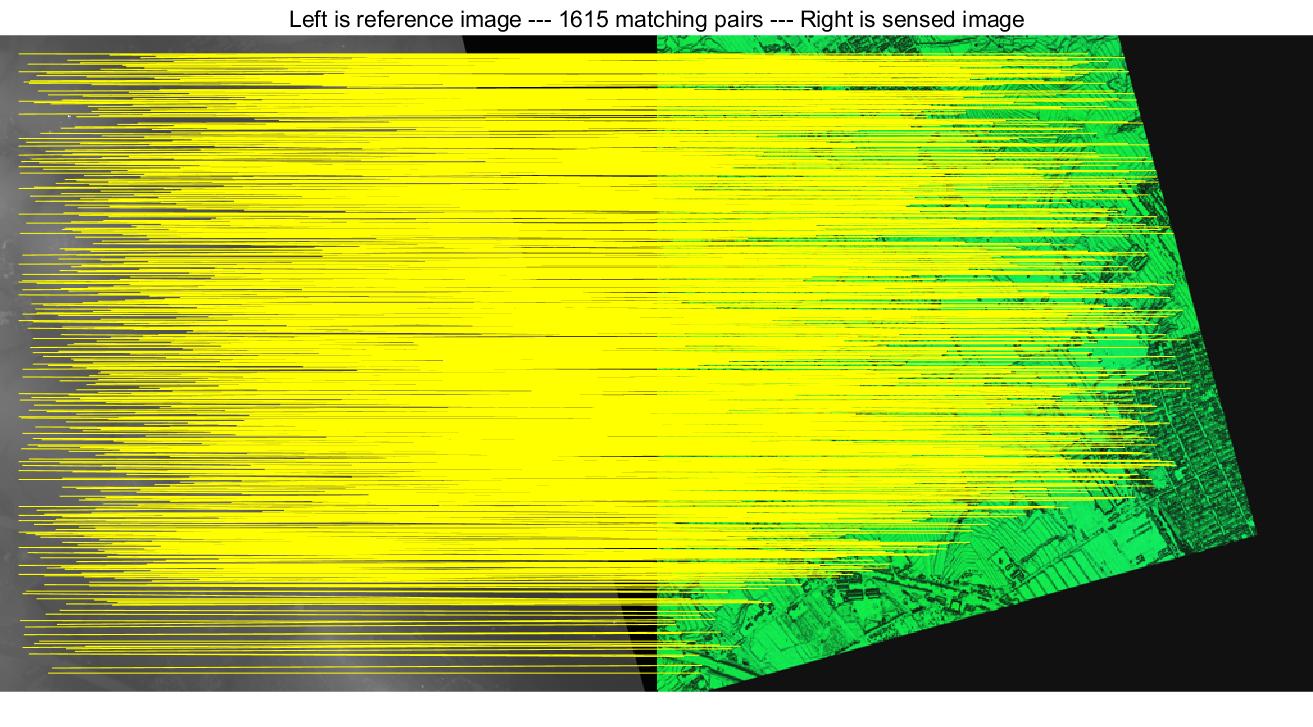 Left is reference image --- 1615 matching pairs --- Right is sensed image